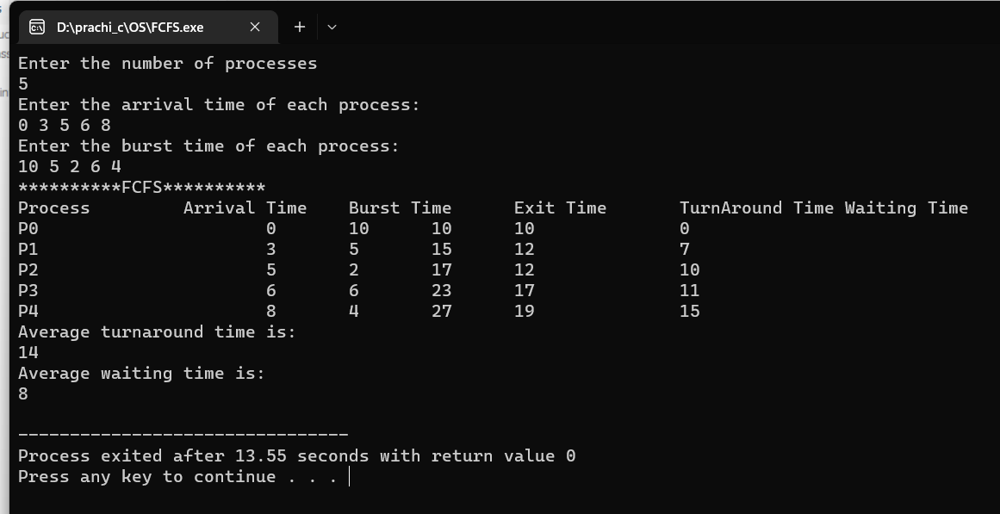 D:\prachi_c\OS\FCFS.exe
Enter the number of processes
5
Enter the arrival time of each process:
0 3 5 6 8
Enter the burst time of each process:
10 5 2 6 4
**********FCFS**********
Process Arrival Time Burst Time Exit Time TurnAround Time Waiting Time
P0 0 10 10 10 0
P1 3 5 15 12 7
P2 5 2 17 12 10
P3 6 6 23 17 11
P4 8 4 27 19 15
Average turnaround time is:
14
Average waiting time is:
8
--------------------------------
Process exited after 13.55 seconds with return value 0
Press any key to continue . . .